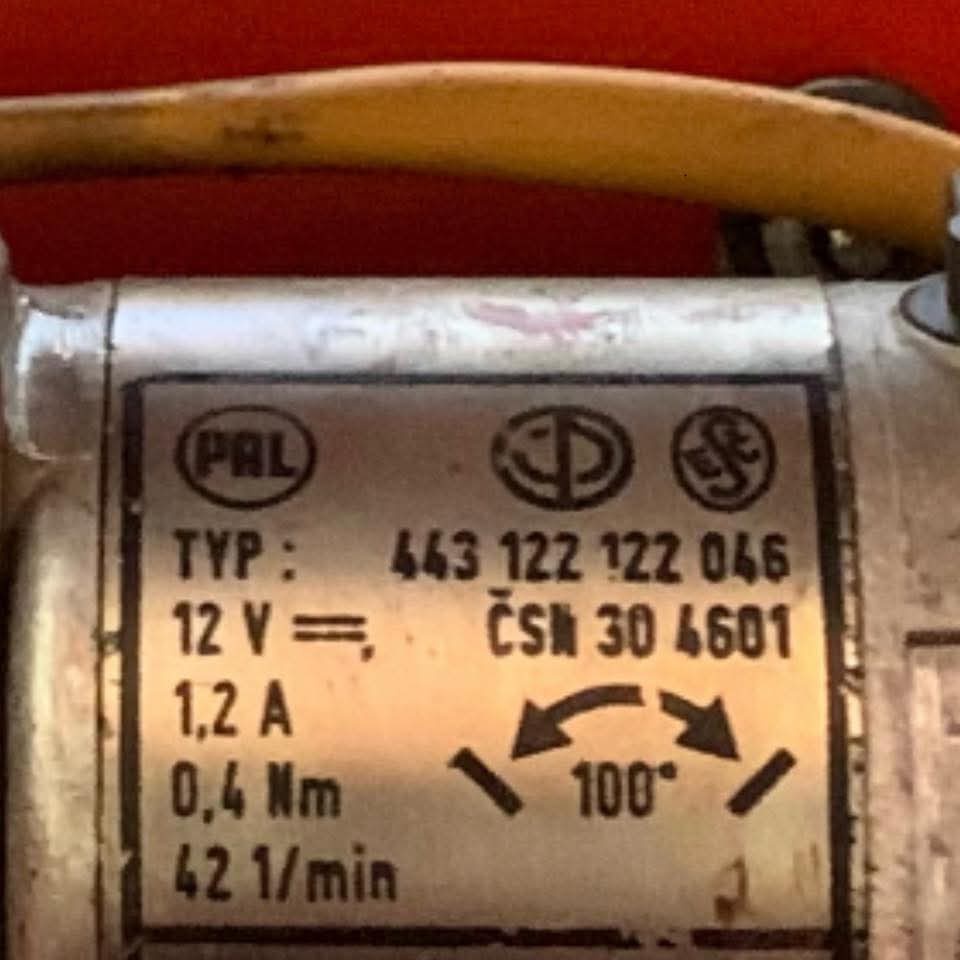 PAL
TYP : 443 122 122 046
12 V ⎓, ČSN 30 4601
1,2 A
0,4 Nm 100°
42 1/min